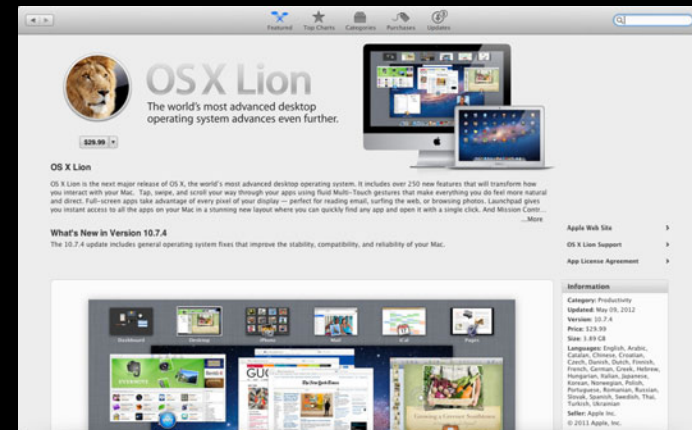 Featured Top Charts Categories Purchases Updates
OS X Lion
The world's most advanced desktop
operating system advances even further.
$29.99
OS X Lion
OS X Lion is the next major release of OS X, the world's most advanced desktop operating system. It includes over 250 new features that will transform how
you interact with your Mac. Tap, swipe, and scroll your way through your apps using fluid Multi-Touch gestures that make everything you do feel more natural
and direct. Full-screen apps take advantage of every pixel of your display — perfect for reading email, surfing the web, or browsing photos. Launchpad gives
you instant access to all the apps on your Mac in a stunning new layout where you can quickly find any app and open it with a single click. And Mission Contr...
...More
What's New in Version 10.7.4
The 10.7.4 update includes general operating system fixes that improve the stability, compatibility, and reliability of your Mac.
Apple Web Site
OS X Lion Support
App License Agreement
Information
Category: Productivity
Updated: May 09, 2012
Version: 10.7.4
Price: $29.99
Size: 3.89 GB
Languages: English, Arabic,
Catalan, Chinese, Croatian,
Czech, Danish, Dutch, Finnish,
French, German, Greek, Hebrew,
Hungarian, Italian, Japanese,
Korean, Norwegian, Polish,
Portuguese, Romanian, Russian,
Slovak, Spanish, Swedish, Thai,
Turkish, Ukrainian
Seller: Apple Inc.
© 2011 Apple, Inc.
Dashboard Desktop iPhoto Mail iCal Pages
EVERNOTE
GUG
The New York Times
Growing a Greener Northwest